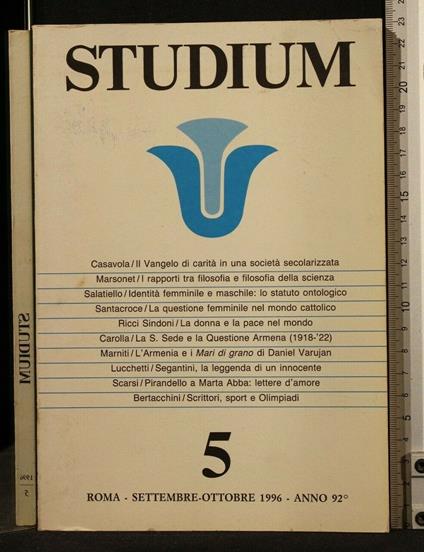 STUDIUM
Casavola/Il Vangelo di carità in una società secolarizzata
Marsonet/I rapporti tra filosofia e filosofia della scienza
Salatiello/Identità femminile e maschile: lo statuto ontologico
Santacroce/La questione femminile nel mondo cattolico
Ricci Sindoni/La donna e la pace nel mondo
Carolla/La S. Sede e la Questione Armena (1918-'22)
Marniti/L'Armenia e i Mari di grano di Daniel Varujan
Lucchetti/Segantini, la leggenda di un innocente
Scarsi/Pirandello a Marta Abba: lettere d'amore
Bertacchini/Scrittori, sport e Olimpiadi
5
ROMA - SETTEMBRE-OTTOBRE 1996 - ANNO 92°
STUDIUM
1996
5